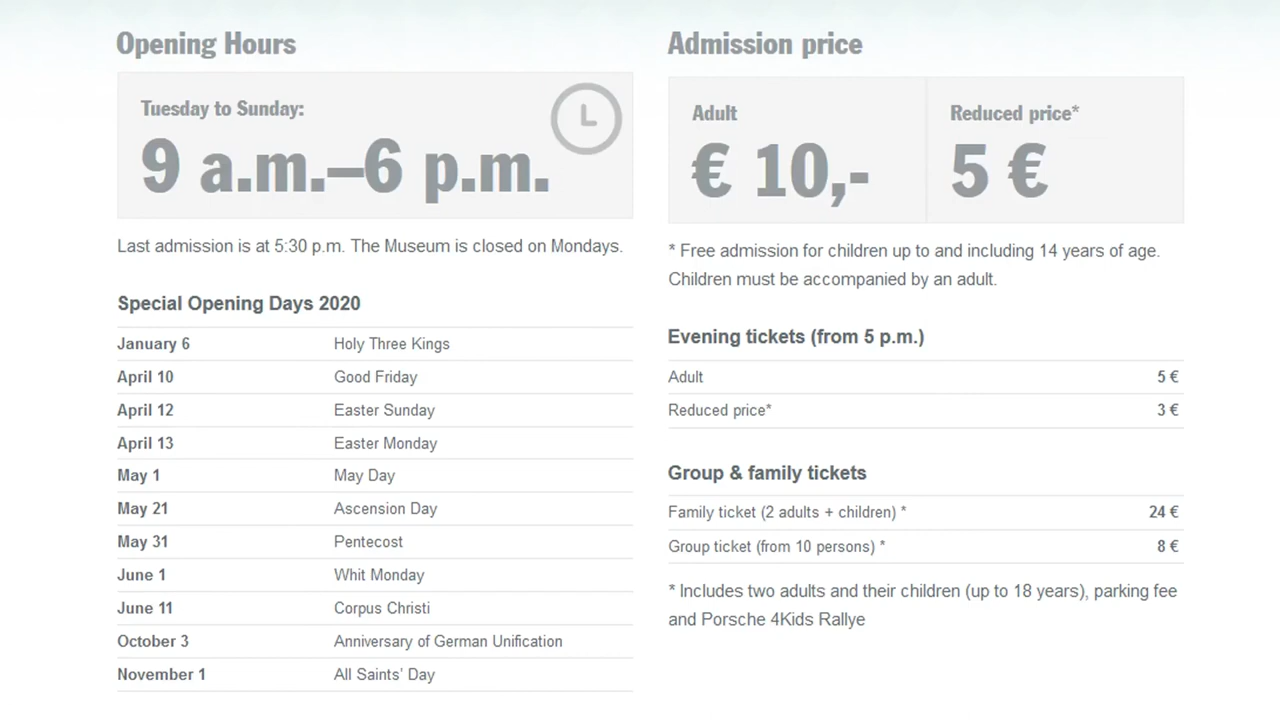 Opening Hours
Tuesday to Sunday:
9 a.m.–6 p.m.
Last admission is at 5:30 p.m. The Museum is closed on Mondays.
Special Opening Days 2020
January 6 Holy Three Kings
April 10 Good Friday
April 12 Easter Sunday
April 13 Easter Monday
May 1 May Day
May 21 Ascension Day
May 31 Pentecost
June 1 Whit Monday
June 11 Corpus Christi
October 3 Anniversary of German Unification
November 1 All Saints’ Day
Admission price
Adult
€ 10,-
Reduced price*
5 €
* Free admission for children up to and including 14 years of age.
Children must be accompanied by an adult.
Evening tickets (from 5 p.m.)
Adult 5 €
Reduced price* 3 €
Group & family tickets
Family ticket (2 adults + children) * 24 €
Group ticket (from 10 persons) * 8 €
* Includes two adults and their children (up to 18 years), parking fee
and Porsche 4Kids Rallye